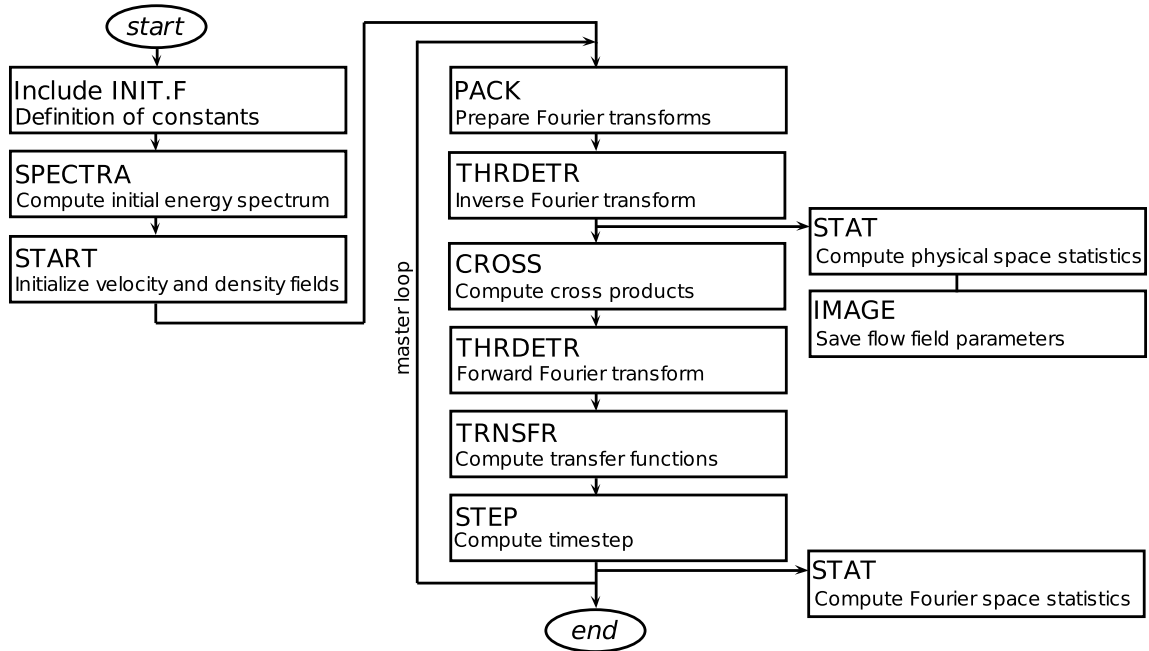 start
Include INIT.F
Definition of constants
SPECTRA
Compute initial energy spectrum
START
Initialize velocity and density fields
master loop
PACK
Prepare Fourier transforms
THRDETR
Inverse Fourier transform
STAT
Compute physical space statistics
IMAGE
Save flow field parameters
CROSS
Compute cross products
THRDETR
Forward Fourier transform
TRNSFR
Compute transfer functions
STEP
Compute timestep
STAT
Compute Fourier space statistics
end